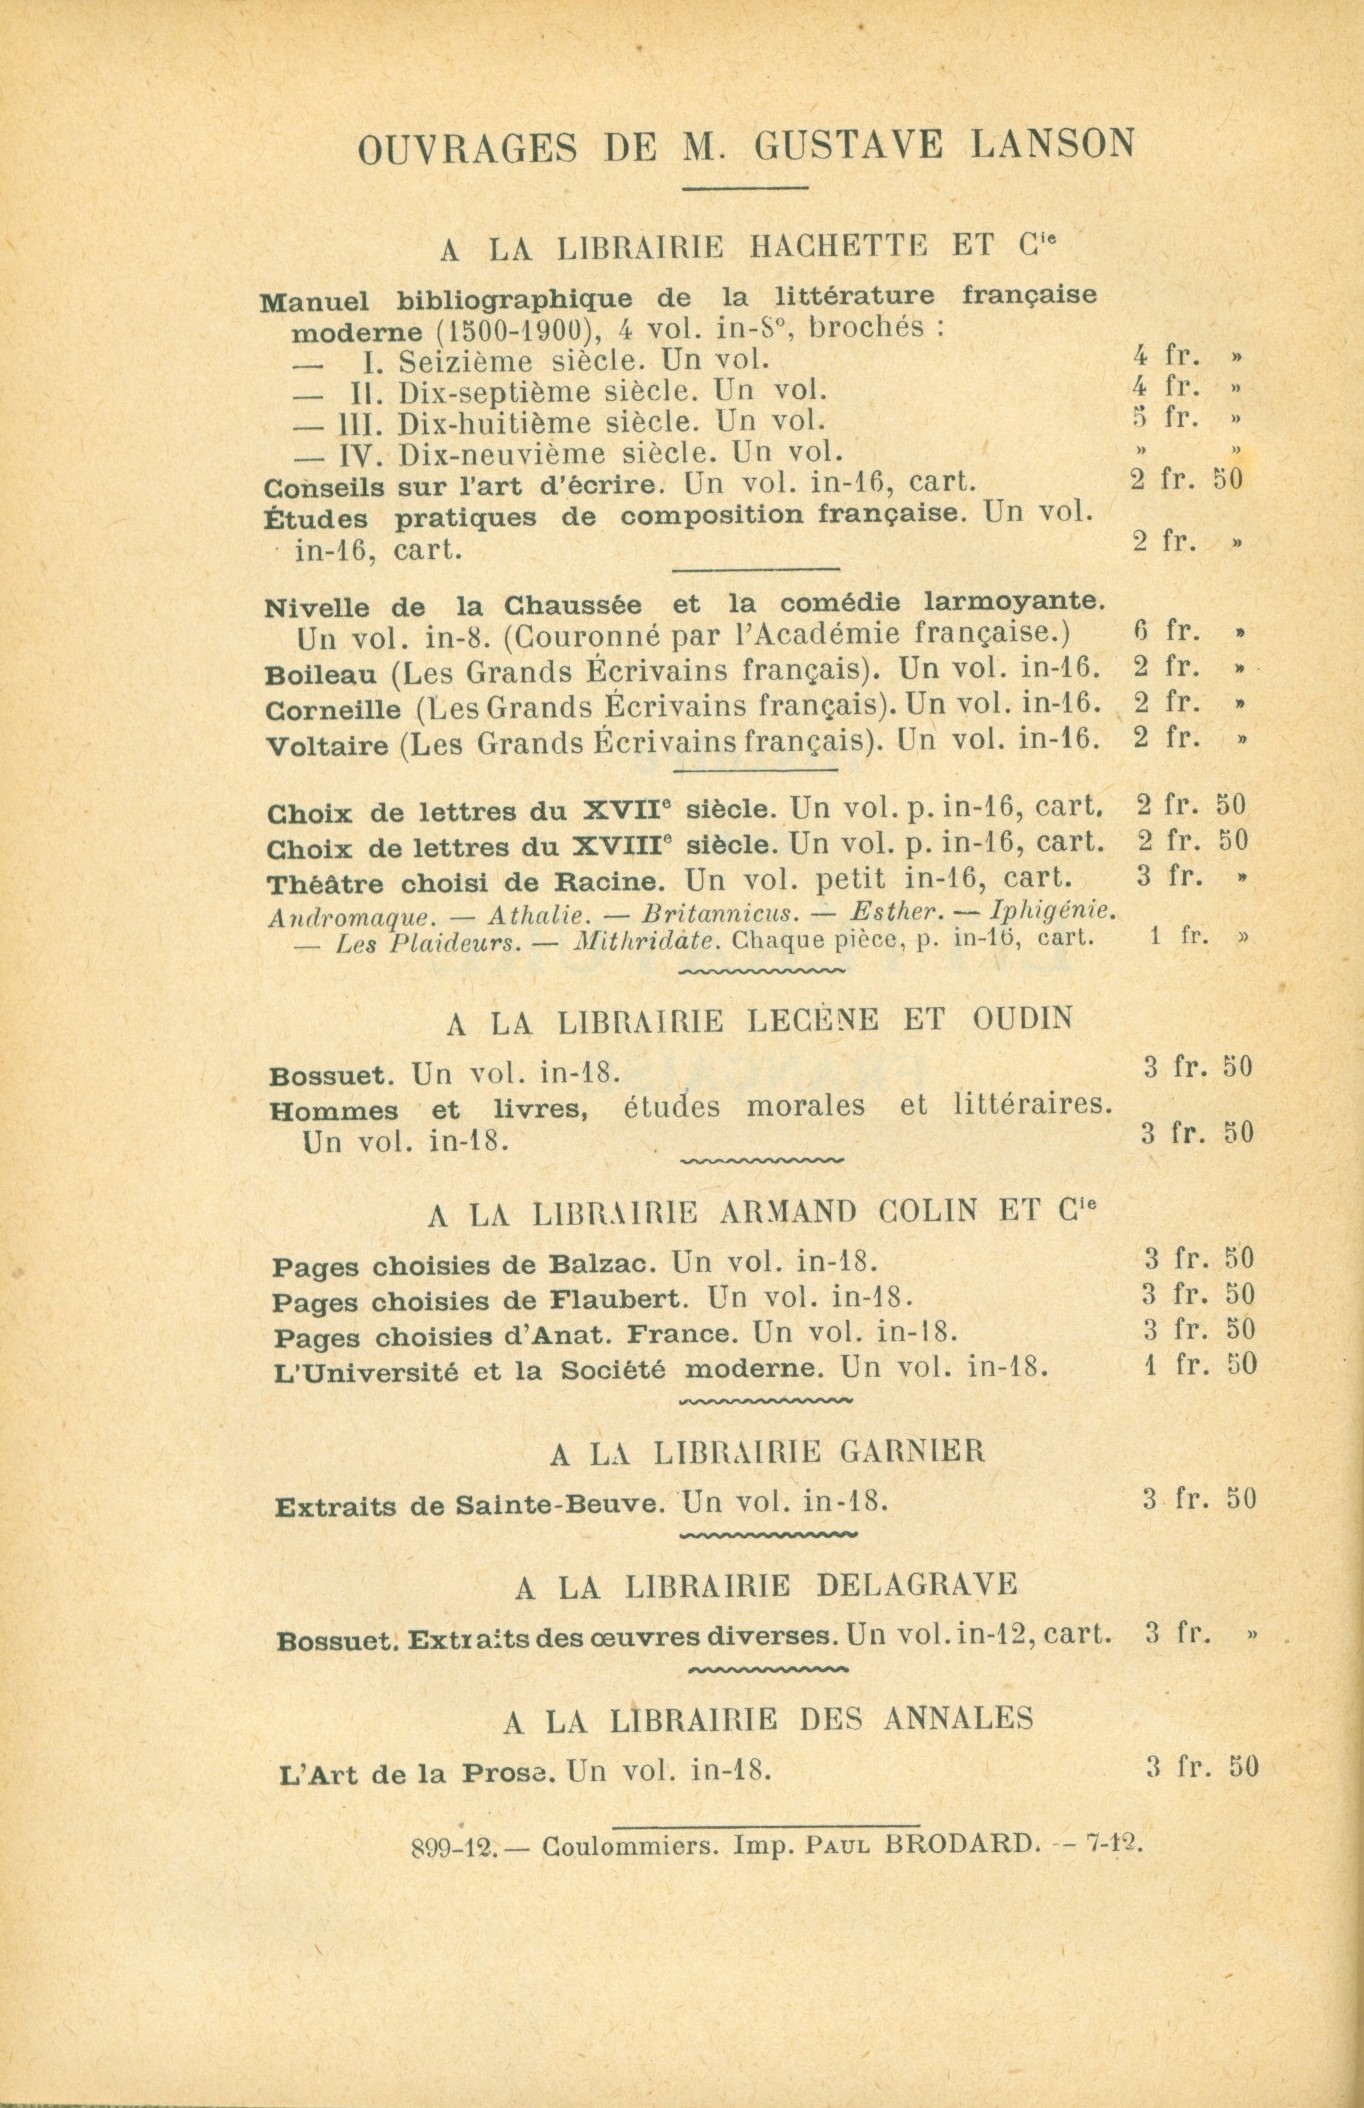 OUVRAGES DE M. GUSTAVE LANSON
A LA LIBRAIRIE HACHETTE ET Cie
Manuel bibliographique de la littérature française
moderne (1500-1900), 4 vol. in-8°, brochés :
— I. Seizième siècle. Un vol. 4 fr. »
— II. Dix-septième siècle. Un vol. 4 fr. »
— III. Dix-huitième siècle. Un vol. 5 fr. »
— IV. Dix-neuvième siècle. Un vol. » »
Conseils sur l'art d'écrire. Un vol. in-16, cart. 2 fr. 50
Études pratiques de composition française. Un vol.
in-16, cart. 2 fr. »
Nivelle de la Chaussée et la comédie larmoyante.
Un vol. in-8. (Couronné par l'Académie française.) 6 fr. »
Boileau (Les Grands Écrivains français). Un vol. in-16. 2 fr. »
Corneille (Les Grands Écrivains français). Un vol. in-16. 2 fr. »
Voltaire (Les Grands Écrivains français). Un vol. in-16. 2 fr. »
Choix de lettres du XVIIe siècle. Un vol. p. in-16, cart. 2 fr. 50
Choix de lettres du XVIIIe siècle. Un vol. p. in-16, cart. 2 fr. 50
Théâtre choisi de Racine. Un vol. petit in-16, cart. 3 fr. »
Andromaque. — Athalie. — Britannicus. — Esther. — Iphigénie.
— Les Plaideurs. — Mithridate. Chaque pièce, p. in-16, cart. 1 fr. »
A LA LIBRAIRIE LECÈNE ET OUDIN
Bossuet. Un vol. in-18. 3 fr. 50
Hommes et livres, études morales et littéraires.
Un vol. in-18. 3 fr. 50
A LA LIBRAIRIE ARMAND COLIN ET Cie
Pages choisies de Balzac. Un vol. in-18. 3 fr. 50
Pages choisies de Flaubert. Un vol. in-18. 3 fr. 50
Pages choisies d'Anat. France. Un vol. in-18. 3 fr. 50
L'Université et la Société moderne. Un vol. in-18. 1 fr. 50
A LA LIBRAIRIE GARNIER
Extraits de Sainte-Beuve. Un vol. in-18. 3 fr. 50
A LA LIBRAIRIE DELAGRAVE
Bossuet. Extraits des œuvres diverses. Un vol. in-12, cart. 3 fr. »
A LA LIBRAIRIE DES ANNALES
L'Art de la Prose. Un vol. in-18. 3 fr. 50
899-12. — Coulommiers. Imp. PAUL BRODARD. — 7-12.